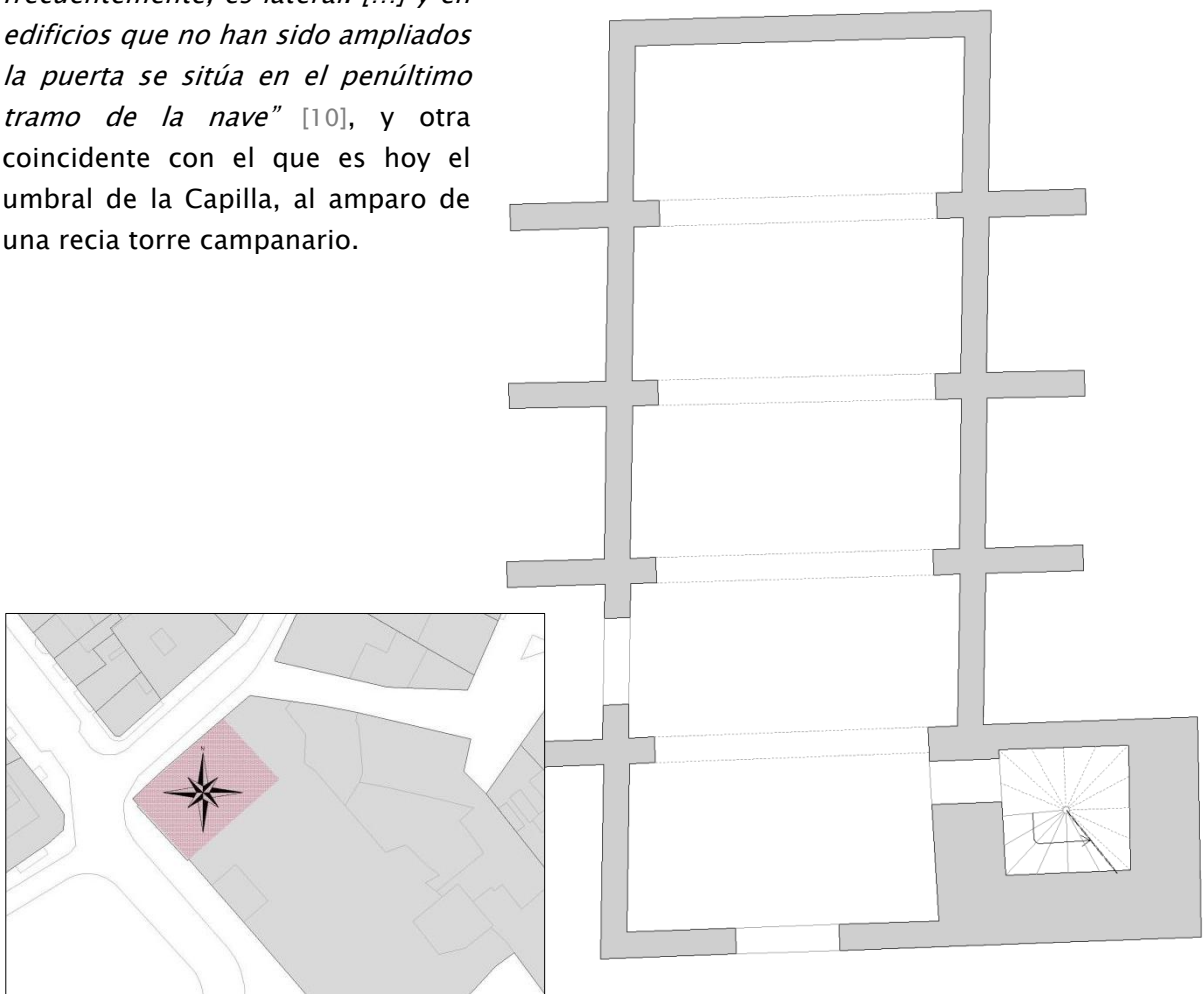 frecuentemente, es lateral. [...] y en
edificios que no han sido ampliados
la puerta se sitúa en el penúltimo
tramo de la nave" [10], y otra
coincidente con el que es hoy el
umbral de la Capilla, al amparo de
una recia torre campanario.
N